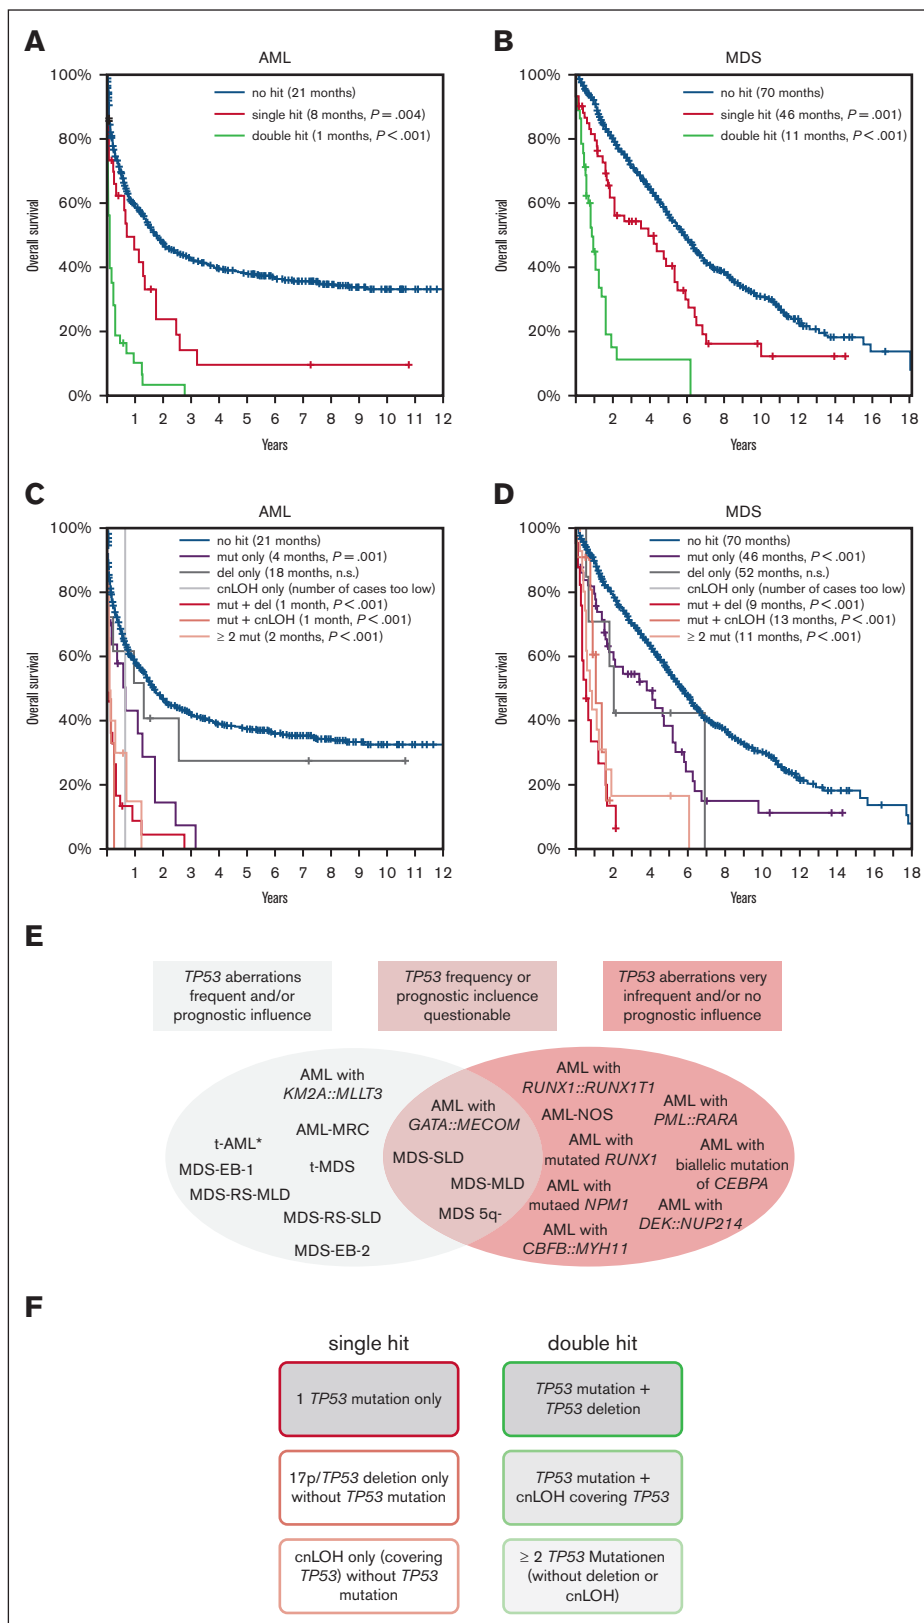 A
AML
100%
80%
60%
40%
20%
0%
Overall survival
no hit (21 months)
single hit (8 months, P = .004)
double hit (1 months, P < .001)
1 2 3 4 5 6 7 8 9 10 11 12
Years
B
MDS
100%
80%
60%
40%
20%
0%
Overall survival
no hit (70 months)
single hit (46 months, P = .001)
double hit (11 months, P < .001)
2 4 6 8 10 12 14 16 18
Years
C
AML
100%
80%
60%
40%
20%
0%
Overall survival
no hit (21 months)
mut only (4 months, P = .001)
del only (18 months, n.s.)
cnLOH only (number of cases too low)
mut + del (1 month, P < .001)
mut + cnLOH (1 month, P < .001)
≥ 2 mut (2 months, P < .001)
1 2 3 4 5 6 7 8 9 10 11 12
Years
D
MDS
100%
80%
60%
40%
20%
0%
Overall survival
no hit (70 months)
mut only (46 months, P < .001)
del only (52 months, n.s.)
cnLOH only (number of cases too low)
mut + del (9 months, P < .001)
mut + cnLOH (13 months, P < .001)
≥ 2 mut (11 months, P < .001)
2 4 6 8 10 12 14 16 18
Years
E
TP53 aberrations
frequent and/or
prognostic influence
TP53 frequency or
prognostic incluence
questionable
TP53 aberrations very
infrequent and/or no
prognostic influence
AML with
KM2A::MLLT3
AML-MRC
t-AML*
MDS-EB-1
t-MDS
MDS-RS-MLD
MDS-RS-SLD
MDS-EB-2
AML with
GATA::MECOM
MDS-SLD
MDS-MLD
MDS 5q-
AML with
RUNX1::RUNX1T1
AML-NOS
AML with
PML::RARA
AML with
mutated RUNX1
AML with
biallelic mutation
of CEBPA
AML with
mutaed NPM1
AML with
DEK::NUP214
AML with
CBFB::MYH11
F
single hit
1 TP53 mutation only
17p/TP53 deletion only
without TP53 mutation
cnLOH only (covering
TP53) without TP53
mutation
double hit
TP53 mutation +
TP53 deletion
TP53 mutation +
cnLOH covering TP53
≥ 2 TP53 Mutationen
(without deletion or
cnLOH)